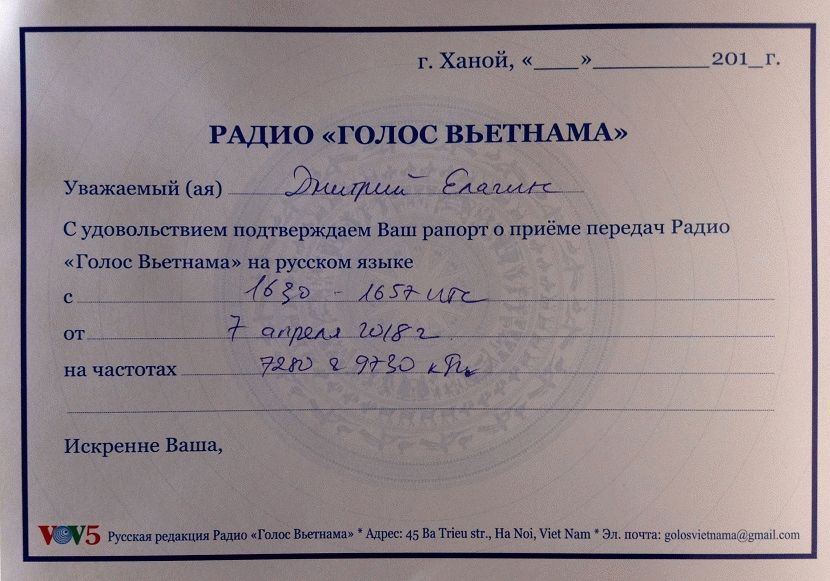 г. Ханой, «____»__________201_г.
РАДИО «ГОЛОС ВЬЕТНАМА»
Уважаемый (ая) Дмитрий Елагин
С удовольствием подтверждаем Ваш рапорт о приёме передач Радио
«Голос Вьетнама» на русском языке
с 1630 - 1657 UTC
от 7 апреля 2018 г.
на частотах 7280 и 9730 кГц
Искренне Ваша,
VOV5 Русская редакция Радио «Голос Вьетнама» * Адрес: 45 Ba Trieu str., Ha Noi, Viet Nam * Эл. почта: golosvietnama@gmail.com